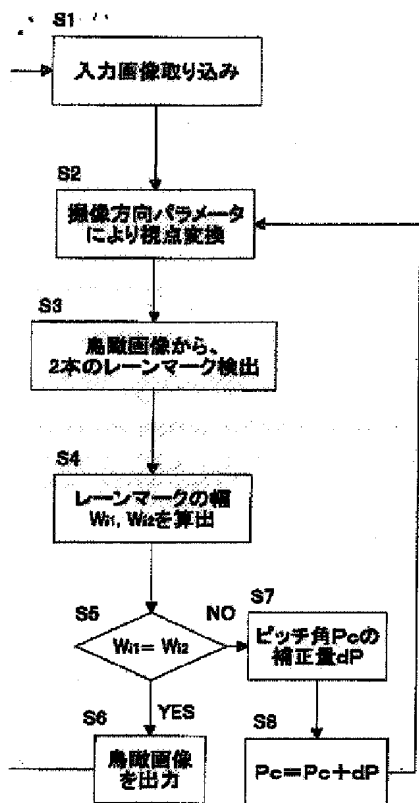 S1
入力画像取り込み
S2
撮像方向パラメータ
により視点変換
S3
鳥瞰画像から、
2本のレーンマーク検出
S4
レーンマークの幅
Wi1, Wi2を算出
S5
Wi1= Wi2
NO
YES
S6
鳥瞰画像
を出力
S7
ピッチ角Pcの
補正量dP
S8
Pc=Pc+dP